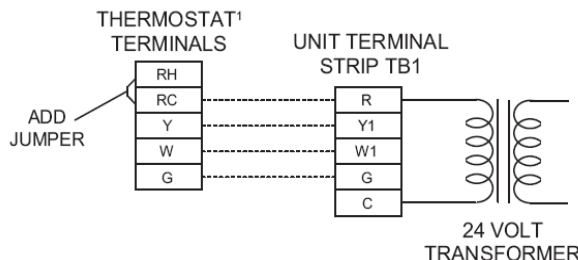 THERMOSTAT¹
TERMINALS
UNIT TERMINAL
STRIP TB1
RH
RC
Y
W
G
ADD
JUMPER
R
Y1
W1
G
C
24 VOLT
TRANSFORMER